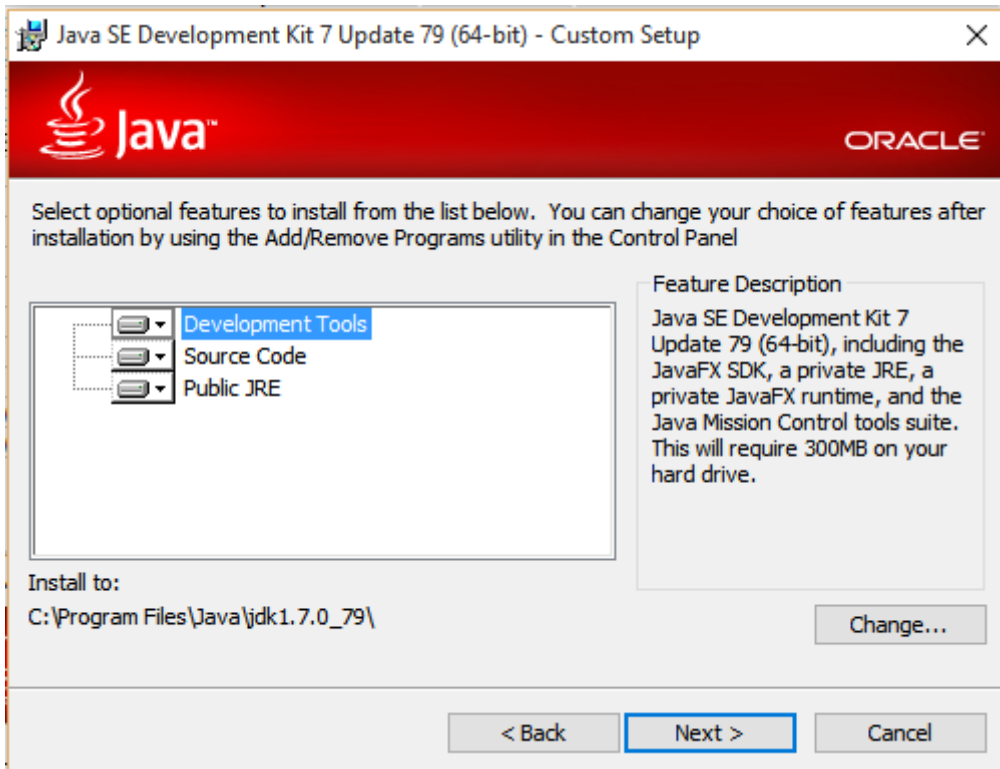 Java SE Development Kit 7 Update 79 (64-bit) - Custom Setup
Java™
ORACLE®
Select optional features to install from the list below. You can change your choice of features after
installation by using the Add/Remove Programs utility in the Control Panel
Development Tools
Source Code
Public JRE
Feature Description
Java SE Development Kit 7
Update 79 (64-bit), including the
JavaFX SDK, a private JRE, a
private JavaFX runtime, and the
Java Mission Control tools suite.
This will require 300MB on your
hard drive.
Install to:
C:\Program Files\Java\jdk1.7.0_79\
Change...
< Back
Next >
Cancel